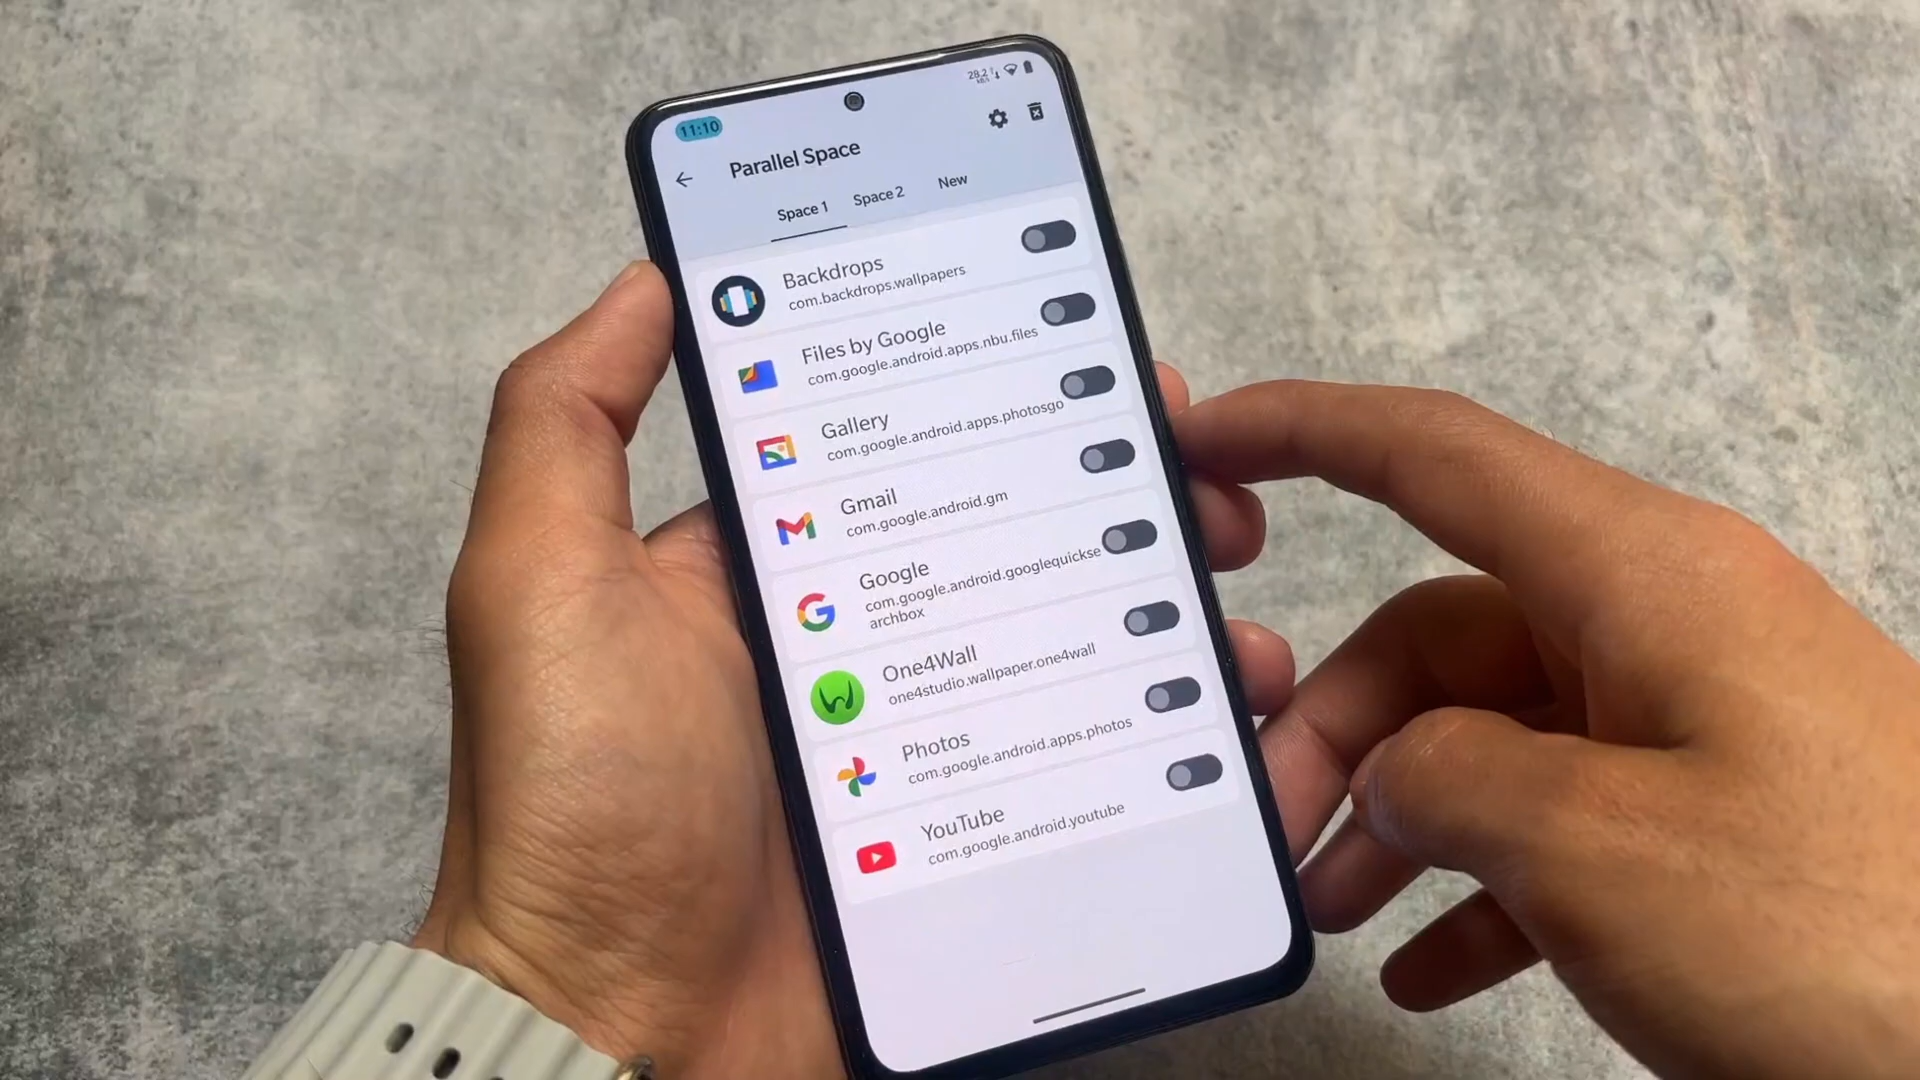 11:10
28.2
Parallel Space
Space 1
Space 2
New
Backdrops
com.backdrops.wallpapers
Files by Google
com.google.android.apps.nbu.files
Gallery
com.google.android.apps.photosgo
Gmail
com.google.android.gm
Google
com.google.android.googlequickse
archbox
One4Wall
one4studio.wallpaper.one4wall
Photos
com.google.android.apps.photos
YouTube
com.google.android.youtube